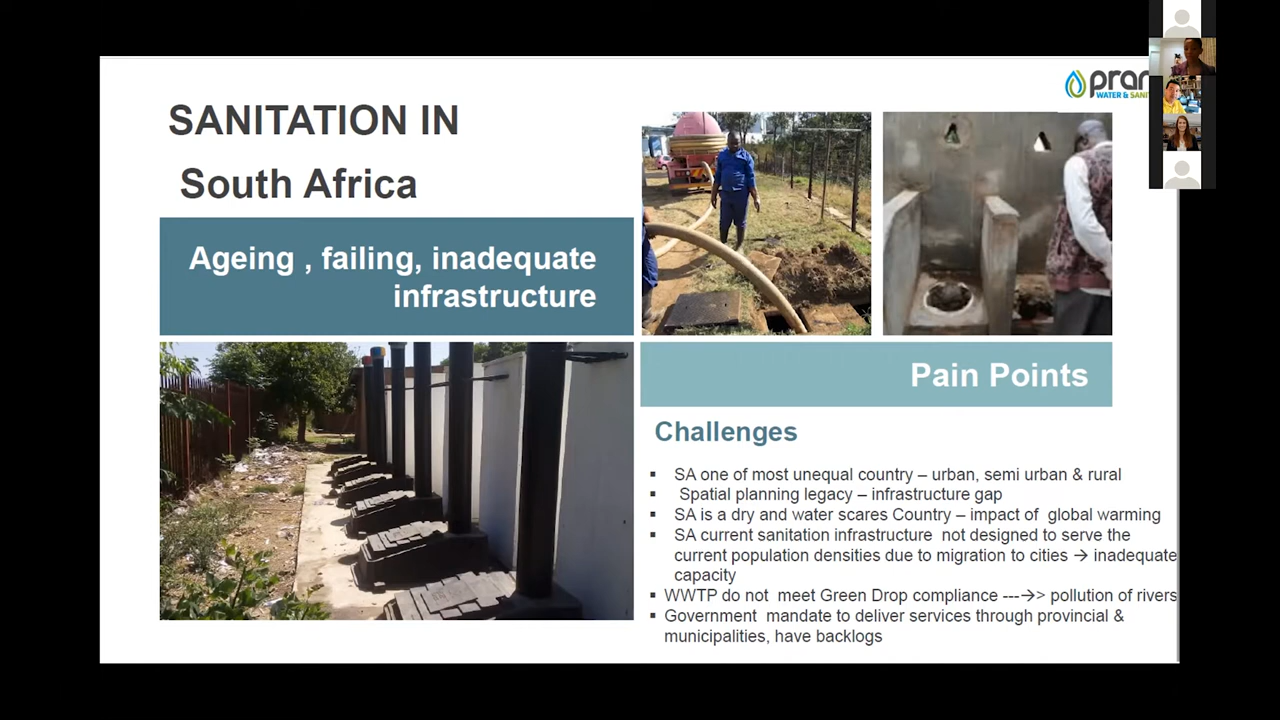 SANITATION IN
South Africa
Ageing , failing, inadequate
infrastructure
WATER &
Pain Points
Challenges
▪ SA one of most unequal country – urban, semi urban & rural
▪ Spatial planning legacy – infrastructure gap
▪ SA is a dry and water scares Country – impact of global warming
▪ SA current sanitation infrastructure not designed to serve the
current population densities due to migration to cities → inadequate
capacity
▪ WWTP do not meet Green Drop compliance ---→> pollution of rivers
▪ Government mandate to deliver services through provincial &
municipalities, have backlogs